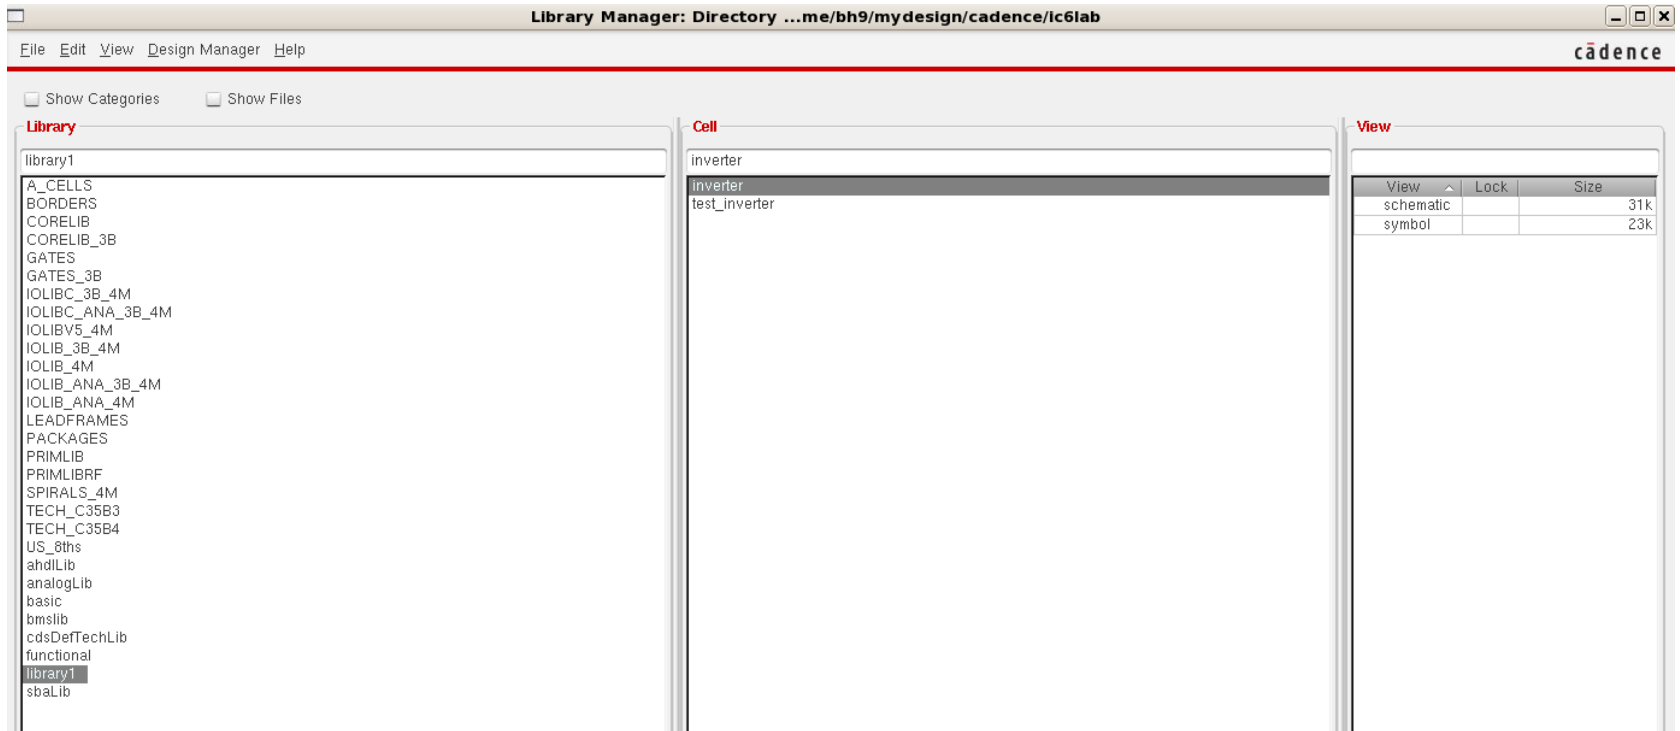 Library Manager: Directory ...me/bh9/mydesign/cadence/ic6lab
File Edit View Design Manager Help
cādence
Show Categories Show Files
Library
library1
A_CELLS
BORDERS
CORELIB
CORELIB_3B
GATES
GATES_3B
IOLIBC_3B_4M
IOLIBC_ANA_3B_4M
IOLIBV5_4M
IOLIB_3B_4M
IOLIB_4M
IOLIB_ANA_3B_4M
IOLIB_ANA_4M
LEADFRAMES
PACKAGES
PRIMLIB
PRIMLIBRF
SPIRALS_4M
TECH_C35B3
TECH_C35B4
US_8ths
ahdlLib
analogLib
basic
bmslib
cdsDefTechLib
functional
library1
sbaLib
Cell
inverter
inverter
test_inverter
View
View Lock Size
schematic 31k
symbol 23k